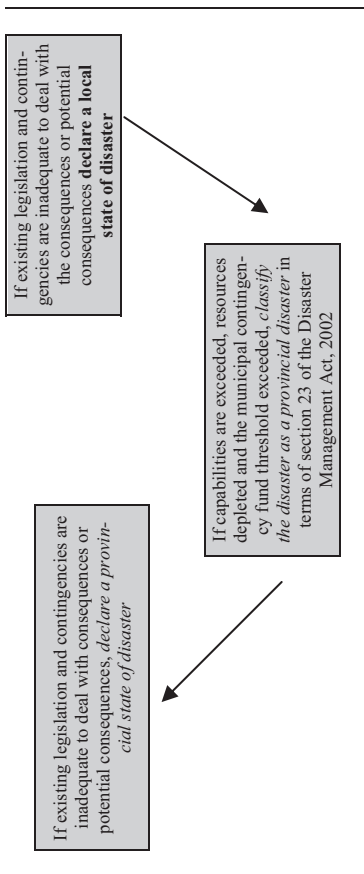 If existing legislation and contin-
gencies are inadequate to deal with
the consequences or potential
consequences declare a local
state of disaster
If capabilities are exceeded, resources
depleted and the municipal contingen-
cy fund threshold exceeded, classify
the disaster as a provincial disaster in
terms of section 23 of the Disaster
Management Act, 2002
If existing legislation and contingencies are
inadequate to deal with consequences or
potential consequences, declare a provin-
cial state of disaster